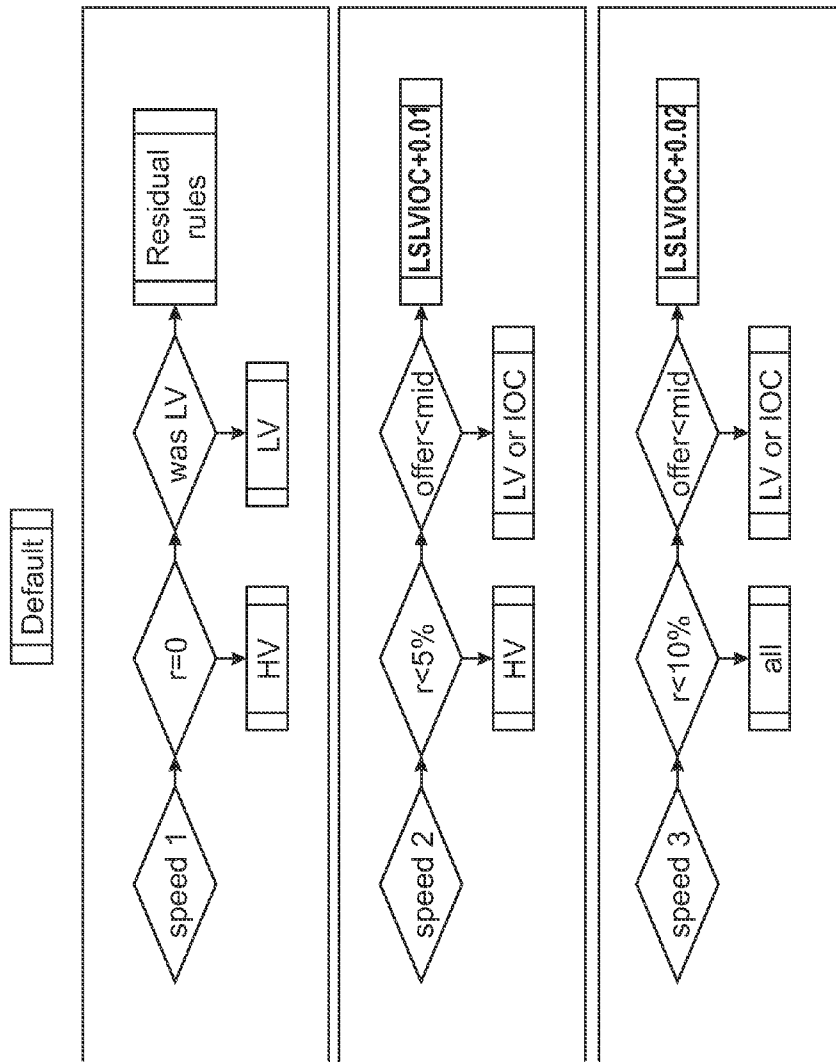 Default
speed 1
r=0
HV
was LV
LV
Residual
rules
speed 2
r<5%
HV
offer<mid
LV or IOC
LSLVIOC+0.01
speed 3
r<10%
all
offer<mid
LV or IOC
LSLVIOC+0.02